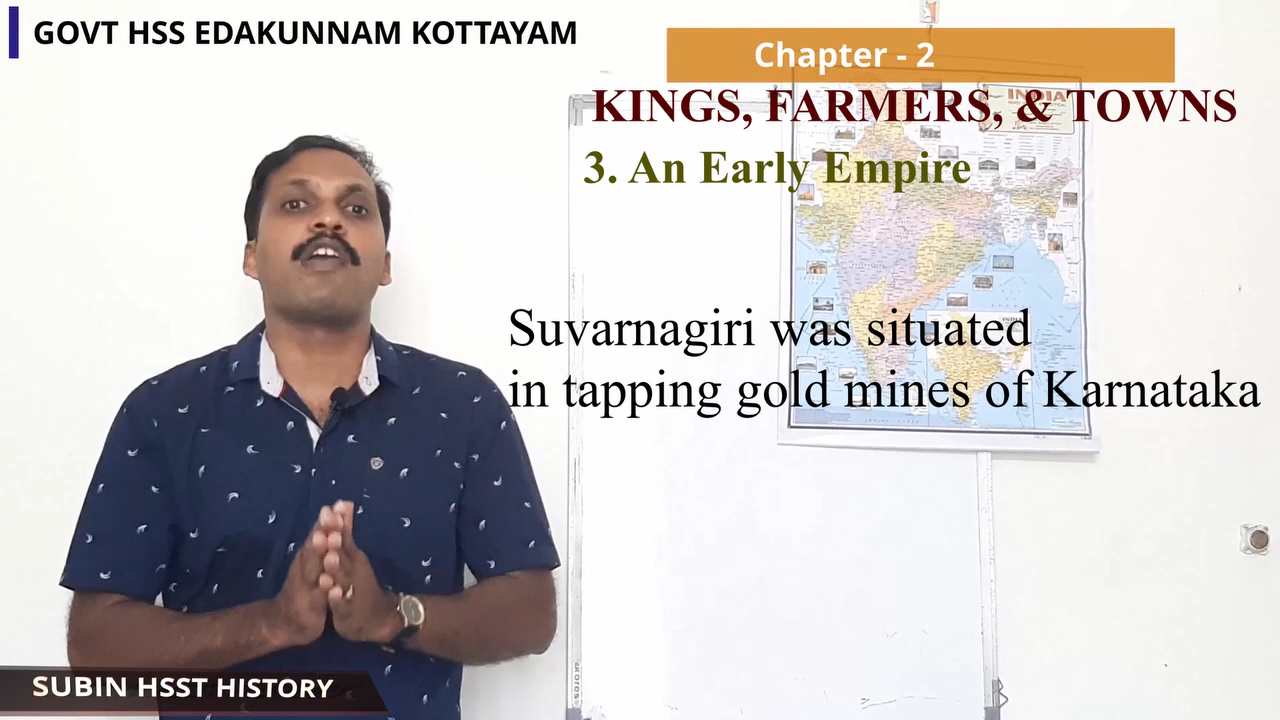 GOVT HSS EDAKUNNAM KOTTAYAM
Chapter - 2
KINGS, FARMERS, & TOWNS
3. An Early Empire
INDIA
Suvarnagiri was situated
in tapping gold mines of Karnataka
SUBIN HSST HISTORY